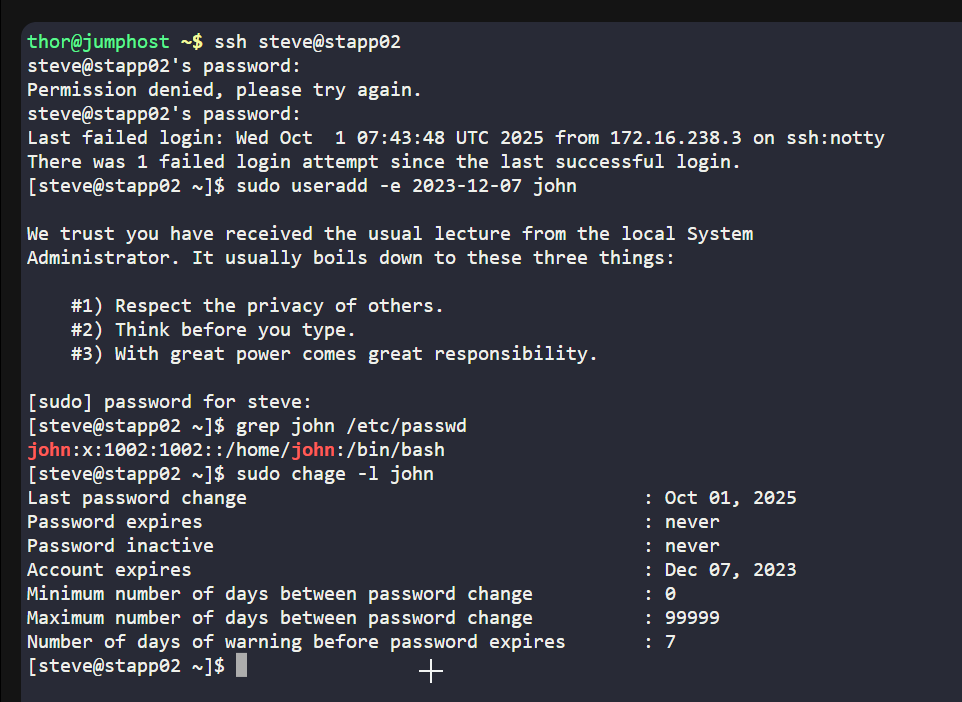 thor@jumphost ~$ ssh steve@stapp02
steve@stapp02's password:
Permission denied, please try again.
steve@stapp02's password:
Last failed login: Wed Oct  1 07:43:48 UTC 2025 from 172.16.238.3 on ssh:notty
There was 1 failed login attempt since the last successful login.
[steve@stapp02 ~]$ sudo useradd -e 2023-12-07 john

We trust you have received the usual lecture from the local System
Administrator. It usually boils down to these three things:

    #1) Respect the privacy of others.
    #2) Think before you type.
    #3) With great power comes great responsibility.

[sudo] password for steve:
[steve@stapp02 ~]$ grep john /etc/passwd
john:x:1002:1002::/home/john:/bin/bash
[steve@stapp02 ~]$ sudo chage -l john
Last password change                                    : Oct 01, 2025
Password expires                                        : never
Password inactive                                       : never
Account expires                                         : Dec 07, 2023
Minimum number of days between password change          : 0
Maximum number of days between password change          : 99999
Number of days of warning before password expires       : 7
[steve@stapp02 ~]$